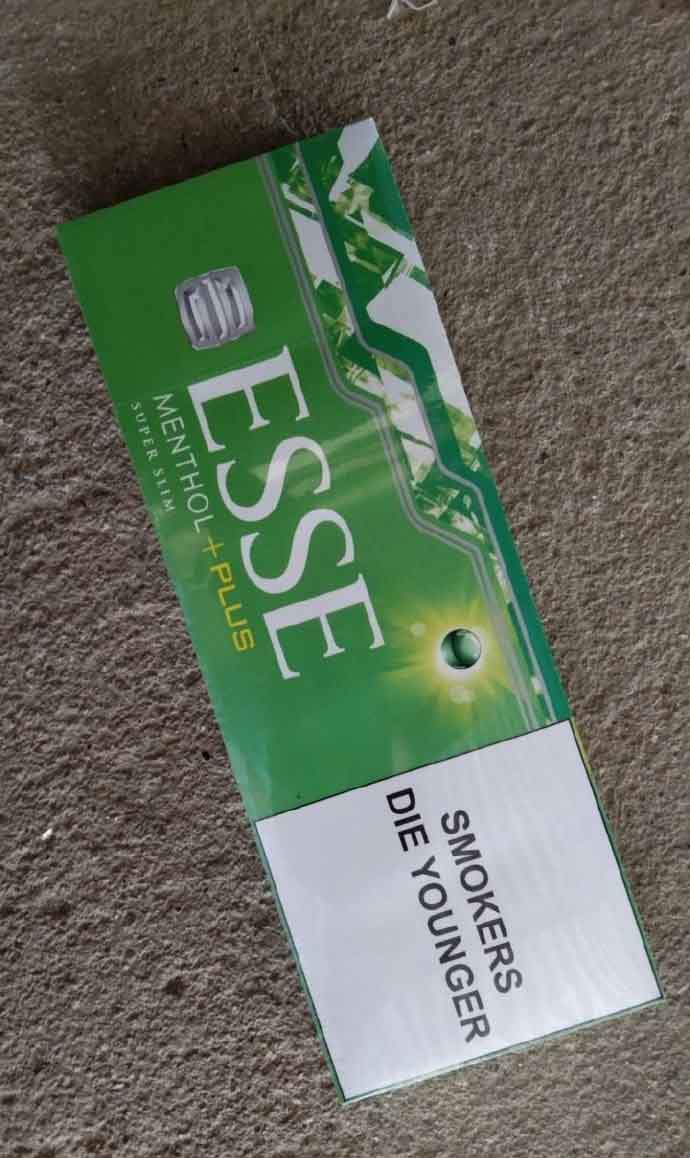 ESSE
MENTHOL +PLUS
SUPER SLIM
SMOKERS
DIE YOUNGER